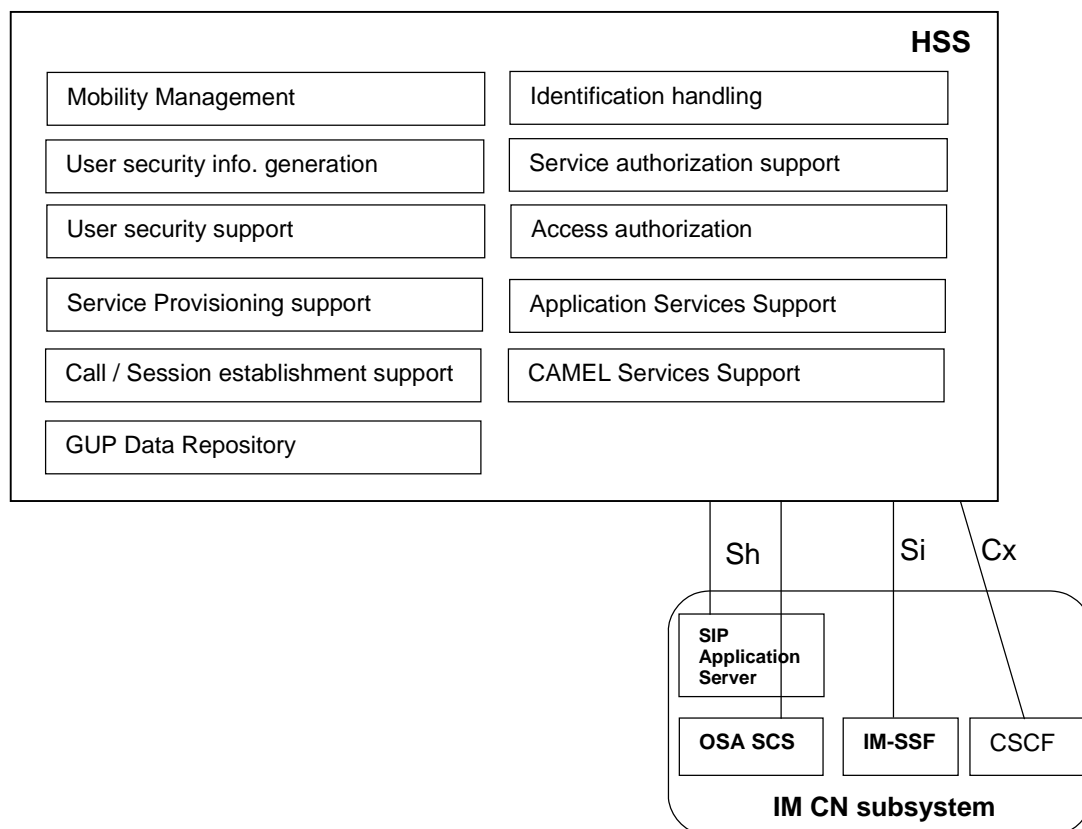 HSS
Mobility Management
Identification handling
User security info. generation
Service authorization support
User security support
Access authorization
Service Provisioning support
Application Services Support
Call / Session establishment support
CAMEL Services Support
GUP Data Repository
Sh
Si
Cx
SIP
Application
Server
OSA SCS
IM-SSF
CSCF
IM CN subsystem